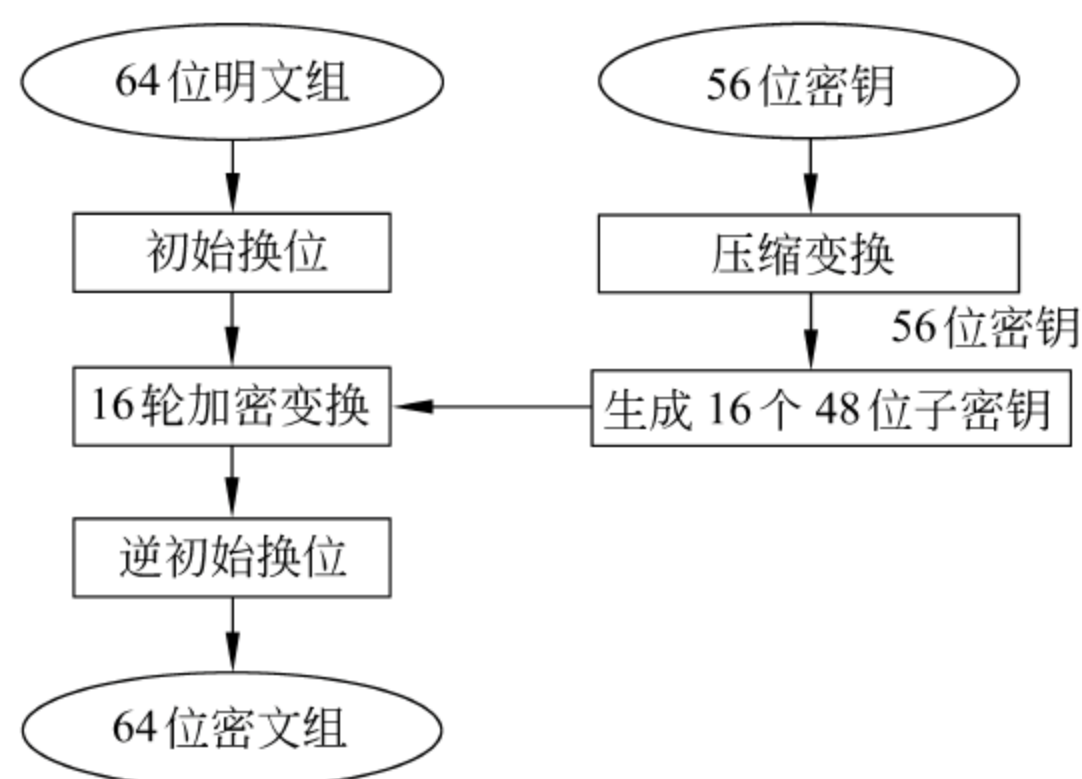 64位明文组
56位密钥
初始换位
压缩变换
56位密钥
16轮加密变换
生成 16个 48位子密钥
逆初始换位
64位密文组